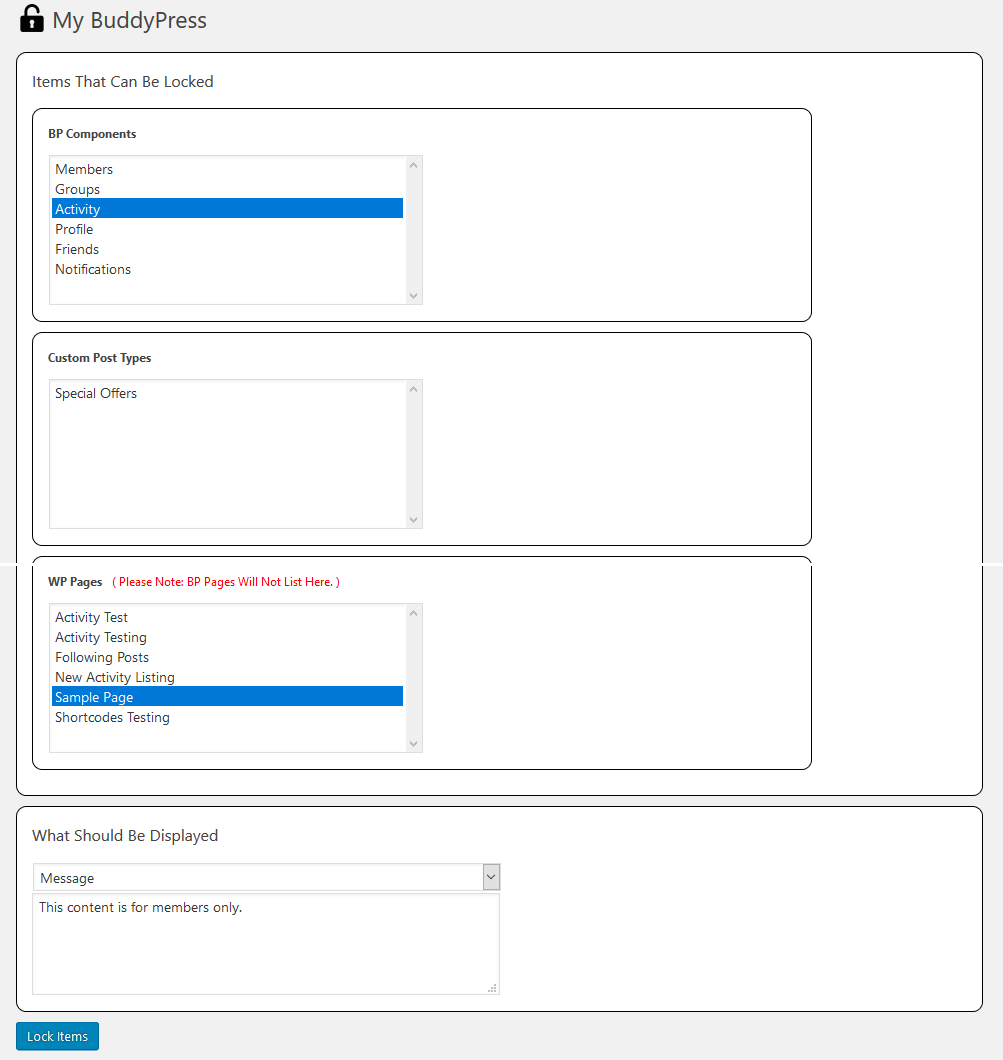 My BuddyPress
Items That Can Be Locked
BP Components
Members
Groups
Activity
Profile
Friends
Notifications
Custom Post Types
Special Offers
WP Pages ( Please Note: BP Pages Will Not List Here. )
Activity Test
Activity Testing
Following Posts
New Activity Listing
Sample Page
Shortcodes Testing
What Should Be Displayed
Message
This content is for members only.
Lock Items